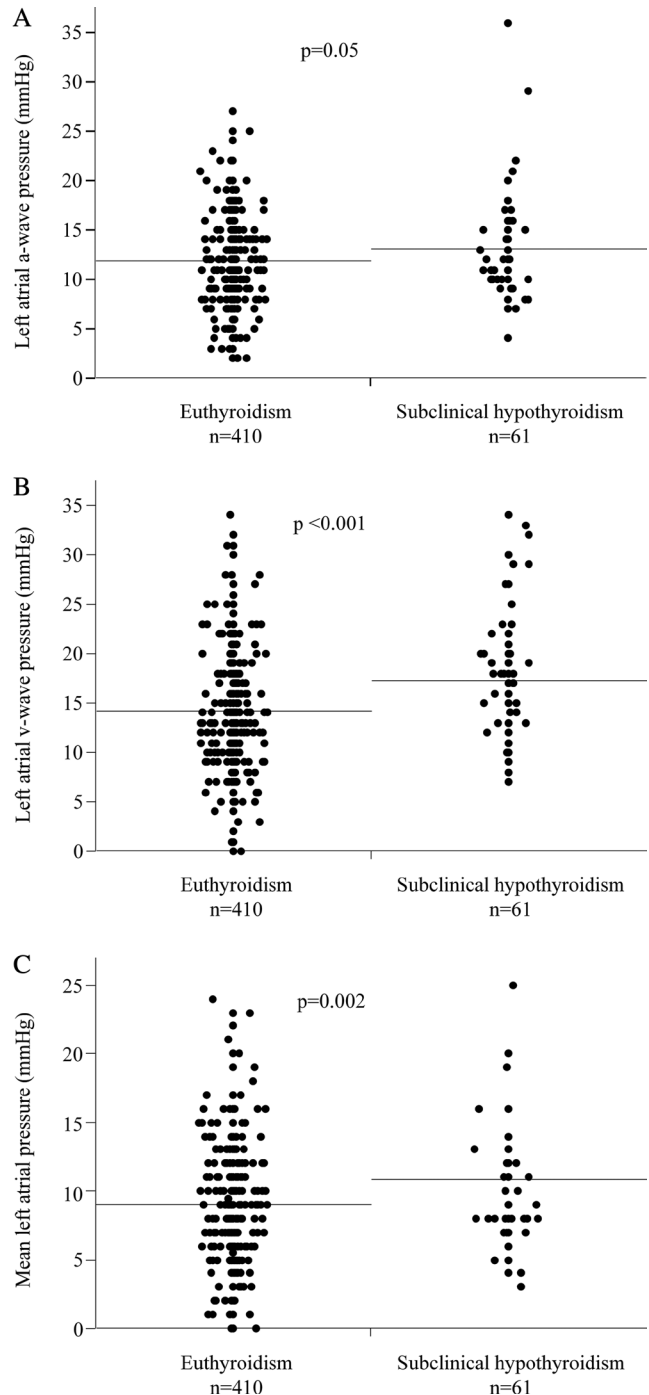 A
p=0.05
Left atrial a-wave pressure (mmHg)
35
30
25
20
15
10
5
0
Euthyroidism
n=410
Subclinical hypothyroidism
n=61
B
p <0.001
Left atrial v-wave pressure (mmHg)
35
30
25
20
15
10
5
0
Euthyroidism
n=410
Subclinical hypothyroidism
n=61
C
p=0.002
Mean left atrial pressure (mmHg)
25
20
15
10
5
0
Euthyroidism
n=410
Subclinical hypothyroidism
n=61